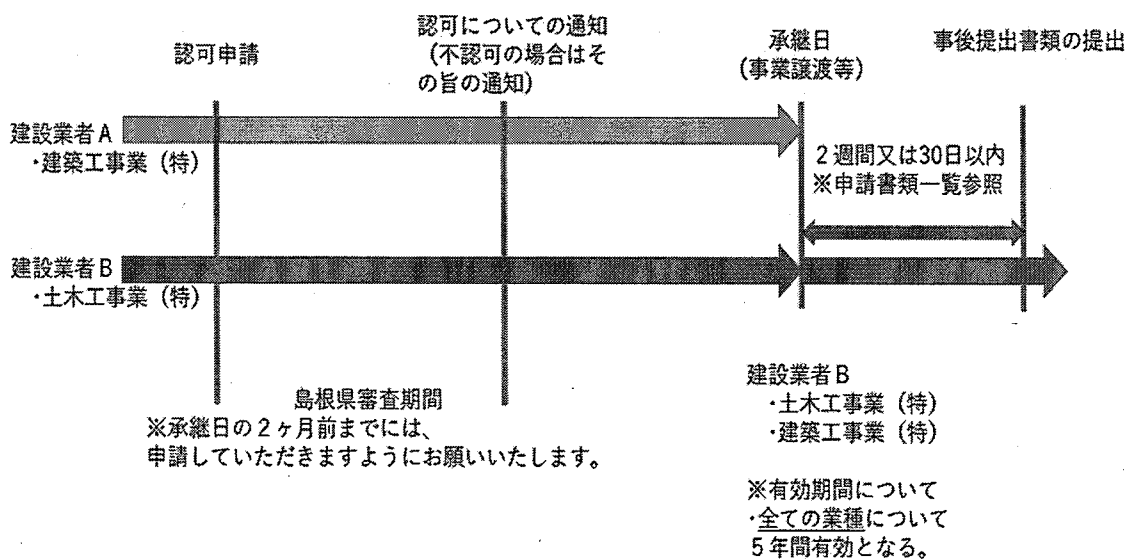 認可申請
認可についての通知
(不認可の場合はそ
の旨の通知)
承継日
(事業譲渡等)
事後提出書類の提出
建設業者A
・建築工事業(特)
2週間又は30日以内
※申請書類一覧参照
建設業者B
・土木工事業(特)
島根県審査期間
※承継日の2ヶ月前までには、
申請していただきますようにお願いいたします。
建設業者B
・土木工事業(特)
・建築工事業(特)
※有効期間について
・全ての業種について
5年間有効となる。